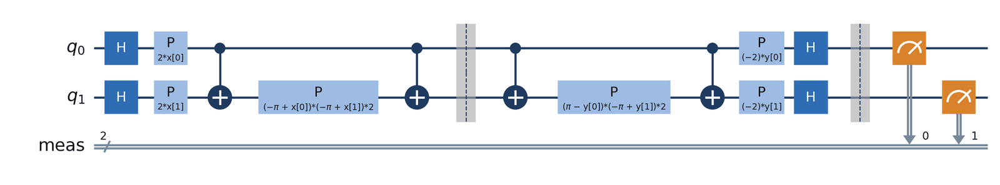 q0 H P 2*x[0] P (−2)*y[0] H
q1 H P 2*x[1] P (−π + x[0])*(−π + x[1])*2 P (π − y[0])*(−π + y[1])*2 P (−2)*y[1] H
meas 2 0 1